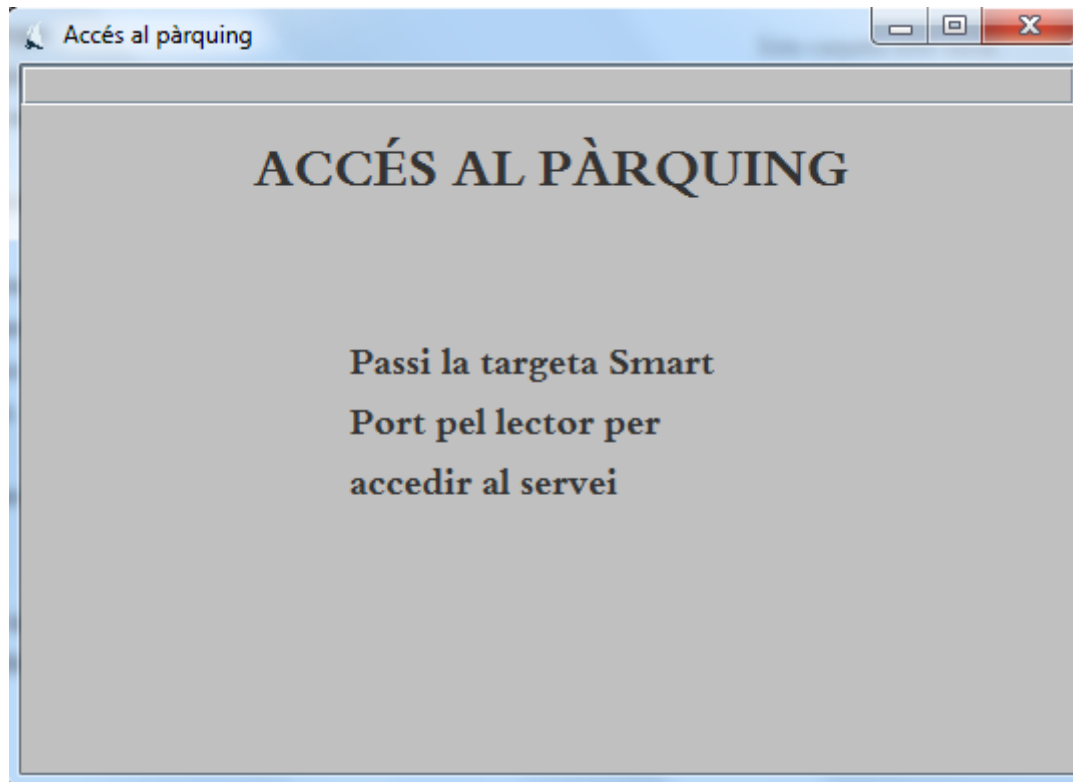 Accés al pàrquing
ACCÉS AL PÀRQUING
Passi la targeta Smart
Port pel lector per
accedir al servei